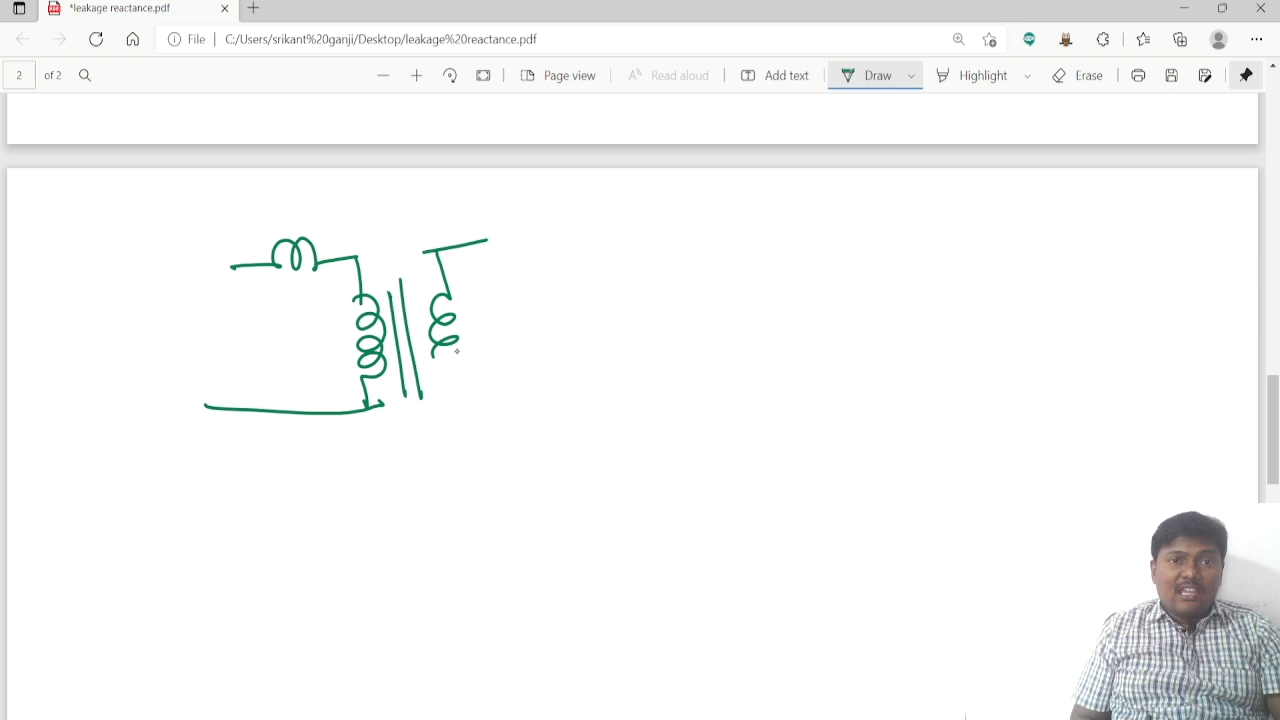 *leakage reactance.pdf
File C:/Users/srikant%20ganji/Desktop/leakage%20reactance.pdf
2 of 2 Page view Read aloud Add text Draw Highlight Erase